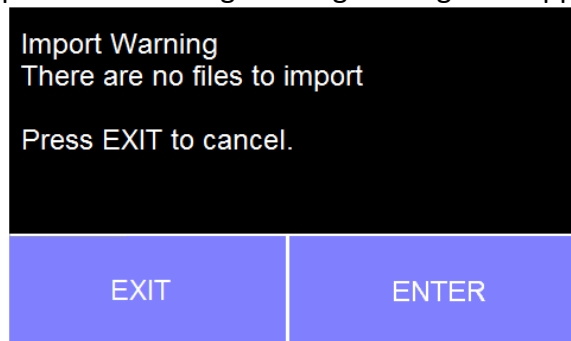 Import Warning
There are no files to import
Press EXIT to cancel.
EXIT
ENTER